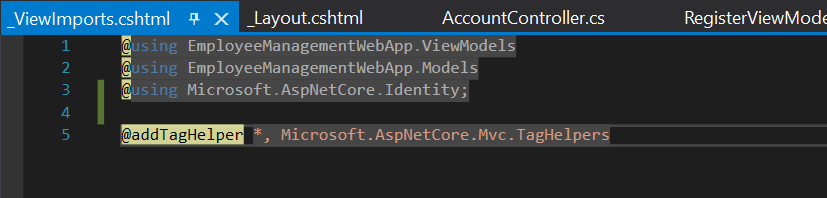 _ViewImports.cshtml _Layout.cshtml AccountController.cs RegisterViewMode
1 @using EmployeeManagementWebApp.ViewModels
2 @using EmployeeManagementWebApp.Models
3 @using Microsoft.AspNetCore.Identity;
4
5 @addTagHelper *, Microsoft.AspNetCore.Mvc.TagHelpers